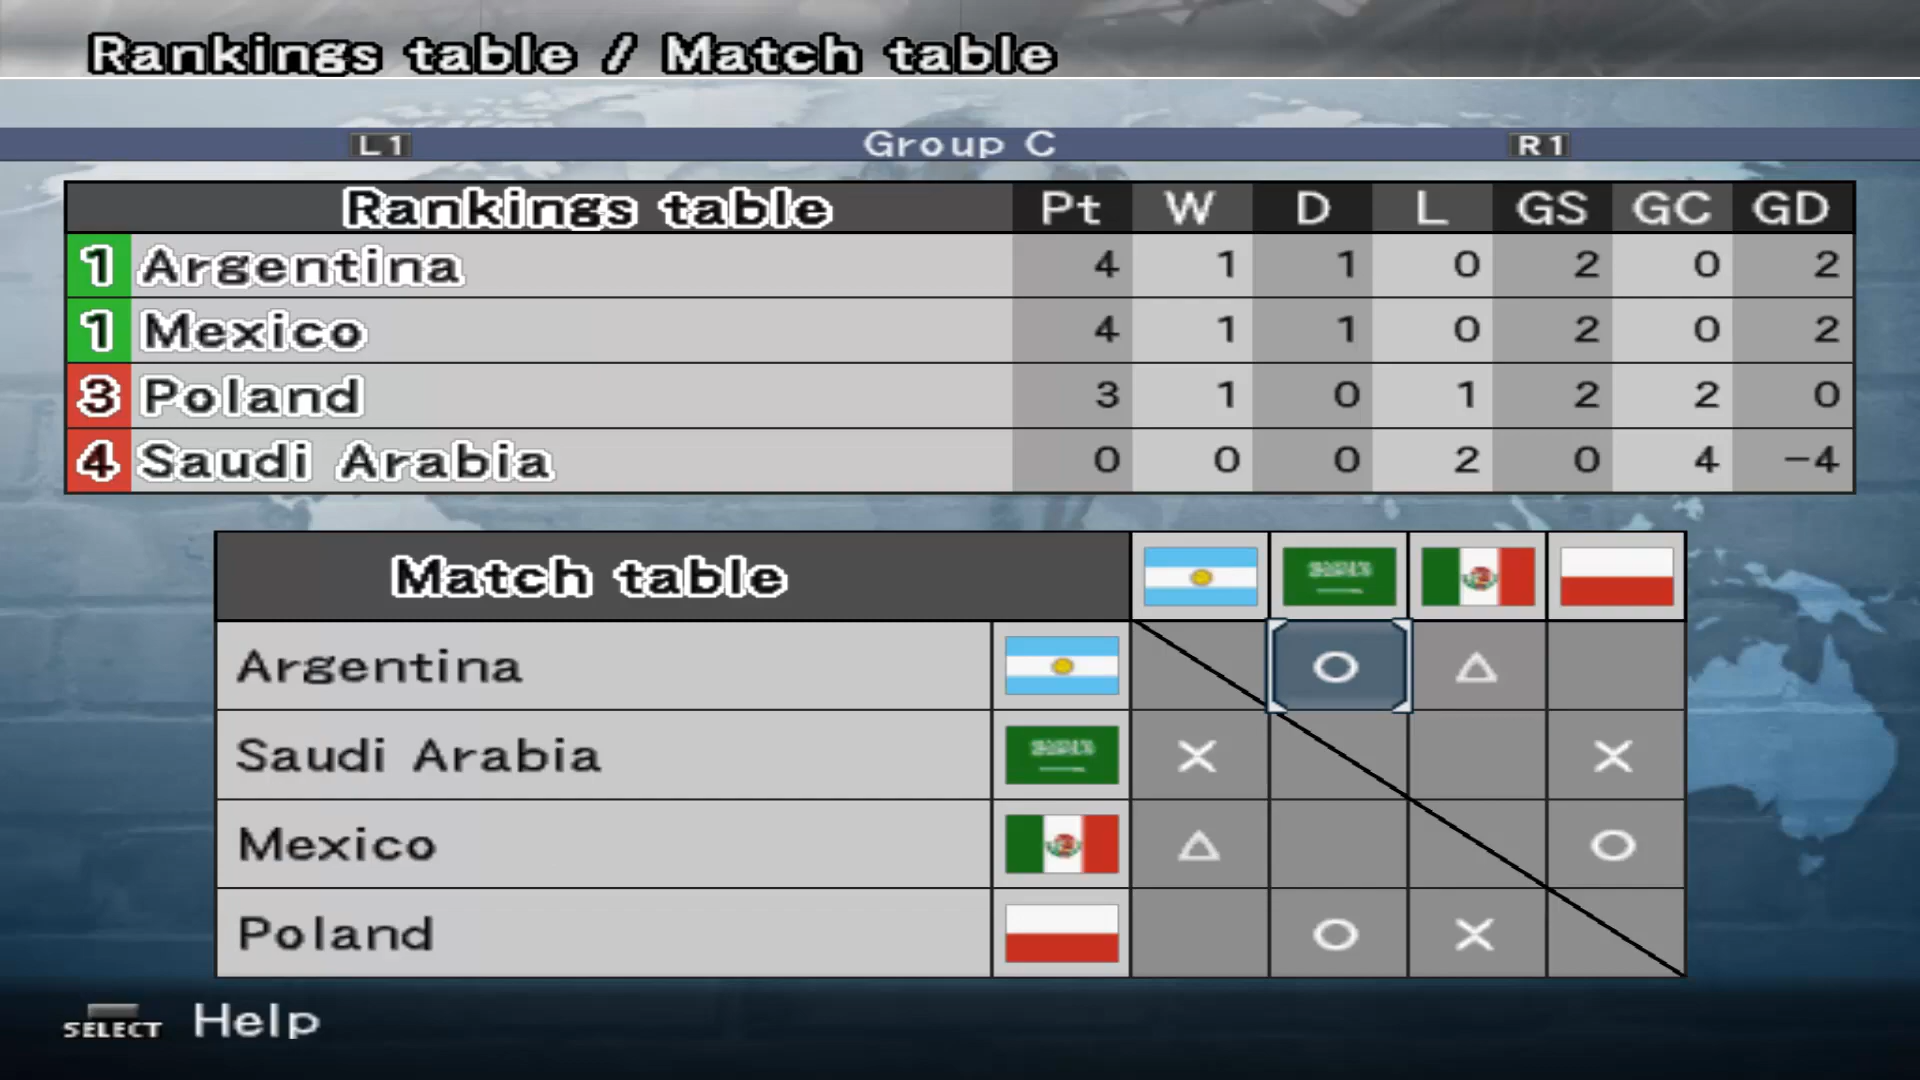 Rankings table / Match table
L1 Group C R1
Rankings table Pt W D L GS GC GD
1 Argentina 4 1 1 0 2 0 2
1 Mexico 4 1 1 0 2 0 2
3 Poland 3 1 0 1 2 2 0
4 Saudi Arabia 0 0 0 2 0 4 -4
Match table
Argentina
Saudi Arabia
Mexico
Poland
SELECT Help